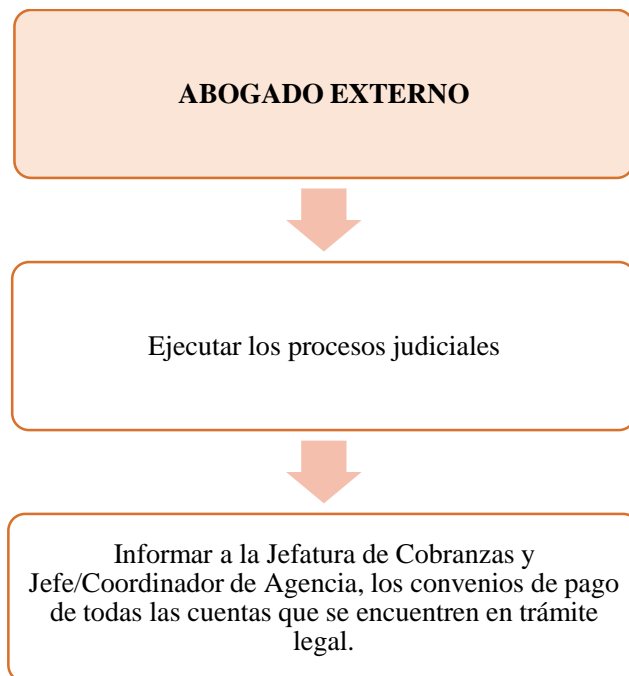 ABOGADO EXTERNO
Ejecutar los procesos judiciales
Informar a la Jefatura de Cobranzas y
Jefe/Coordinador de Agencia, los convenios de pago
de todas las cuentas que se encuentren en trámite
legal.